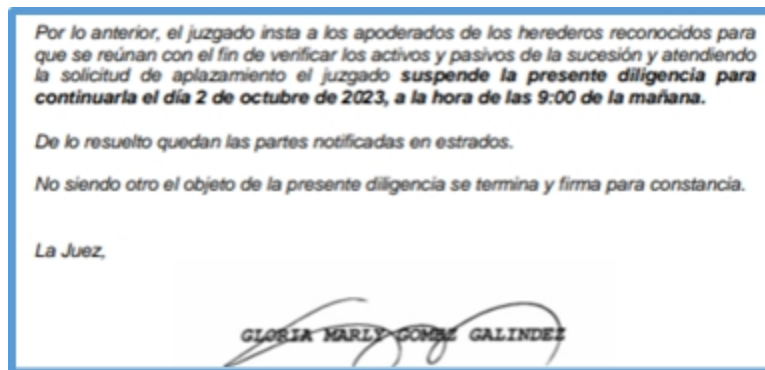 Por lo anterior, el juzgado insta a los apoderados de los herederos reconocidos para
que se reúnan con el fin de verificar los activos y pasivos de la sucesión y atendiendo
la solicitud de aplazamiento el juzgado suspende la presente diligencia para
continuarla el día 2 de octubre de 2023, a la hora de las 9:00 de la mañana.
De lo resuelto quedan las partes notificadas en estrados.
No siendo otro el objeto de la presente diligencia se termina y firma para constancia.
La Juez,
GLORIA MARLY GOMEZ GALINDEZ